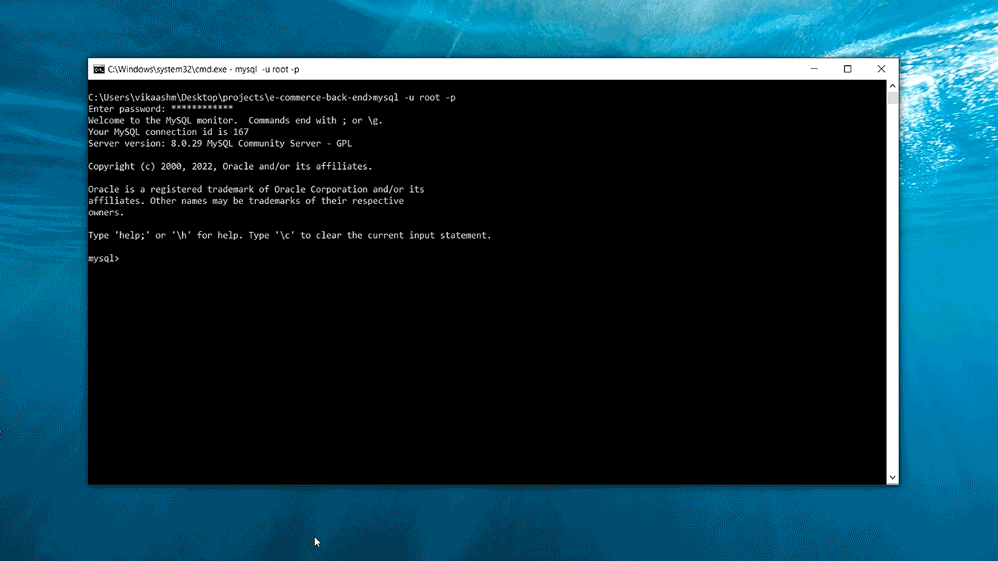 C:\Windows\system32\cmd.exe - mysql  -u root -p
C:\Users\vikaashm\Desktop\projects\e-commerce-back-end>mysql -u root -p
Enter password: ************
Welcome to the MySQL monitor.  Commands end with ; or \g.
Your MySQL connection id is 167
Server version: 8.0.29 MySQL Community Server - GPL
Copyright (c) 2000, 2022, Oracle and/or its affiliates.
Oracle is a registered trademark of Oracle Corporation and/or its
affiliates. Other names may be trademarks of their respective
owners.
Type 'help;' or '\h' for help. Type '\c' to clear the current input statement.
mysql>